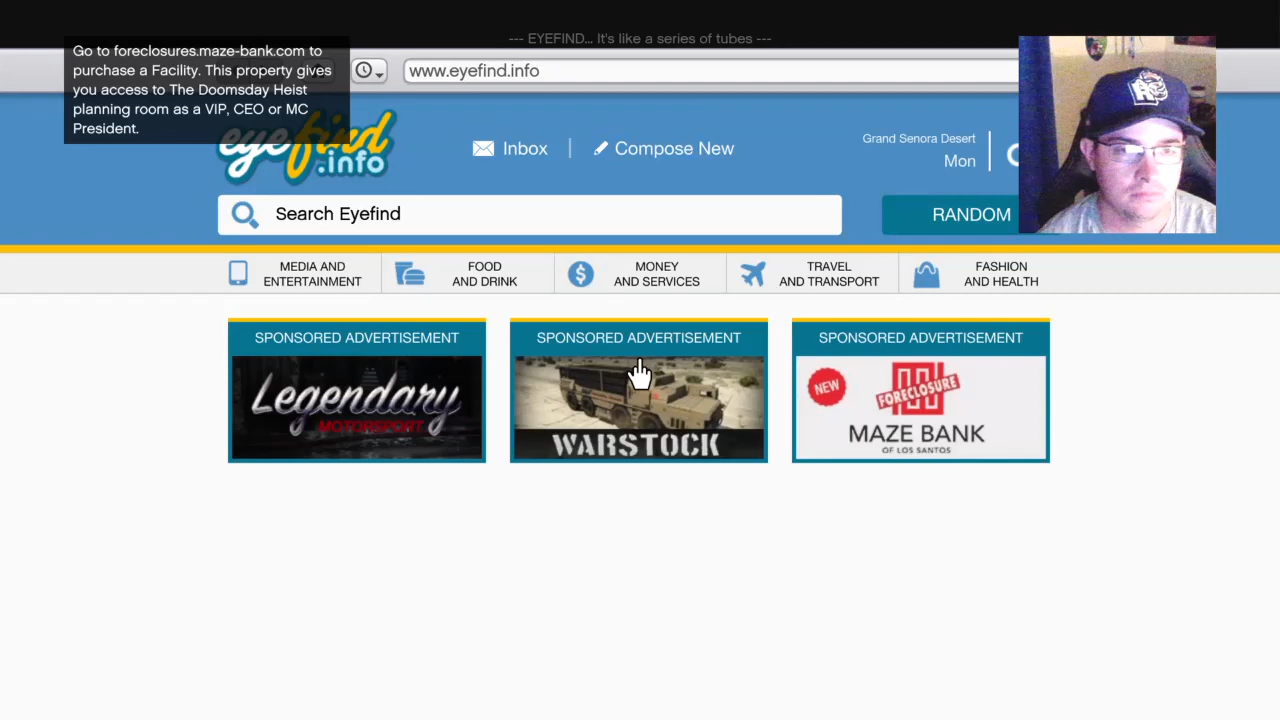 --- EYEFIND... It's like a series of tubes ---
Go to foreclosures.maze-bank.com to
purchase a Facility. This property gives
you access to The Doomsday Heist
planning room as a VIP, CEO or MC
President.
www.eyefind.info
eyefind
.info
Inbox
Compose New
Grand Senora Desert
Mon
Search Eyefind
RANDOM
MEDIA AND
ENTERTAINMENT
FOOD
AND DRINK
MONEY
AND SERVICES
TRAVEL
AND TRANSPORT
FASHION
AND HEALTH
SPONSORED ADVERTISEMENT
Legendary
MOTORSPORT
SPONSORED ADVERTISEMENT
WARSTOCK
SPONSORED ADVERTISEMENT
NEW
FORECLOSURE
MAZE BANK
OF LOS SANTOS